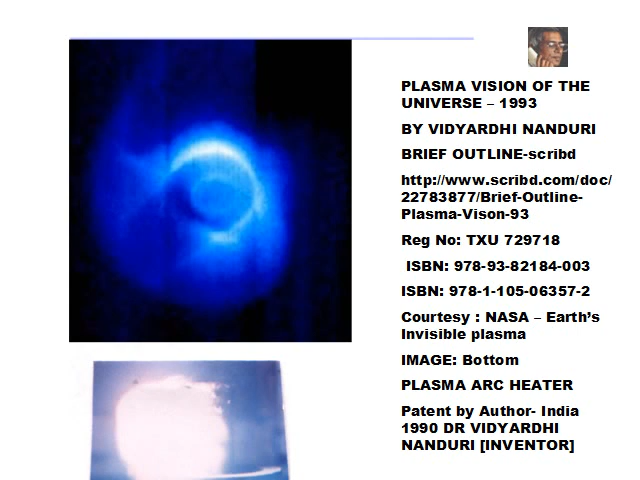 PLASMA VISION OF THE
UNIVERSE – 1993
BY VIDYARDHI NANDURI
BRIEF OUTLINE-scribd
http://www.scribd.com/doc/
22783877/Brief-Outline-
Plasma-Vison-93
Reg No: TXU 729718
ISBN: 978-93-82184-003
ISBN: 978-1-105-06357-2
Courtesy : NASA – Earth's
Invisible plasma
IMAGE: Bottom
PLASMA ARC HEATER
Patent by Author- India
1990 DR VIDYARDHI
NANDURI [INVENTOR]